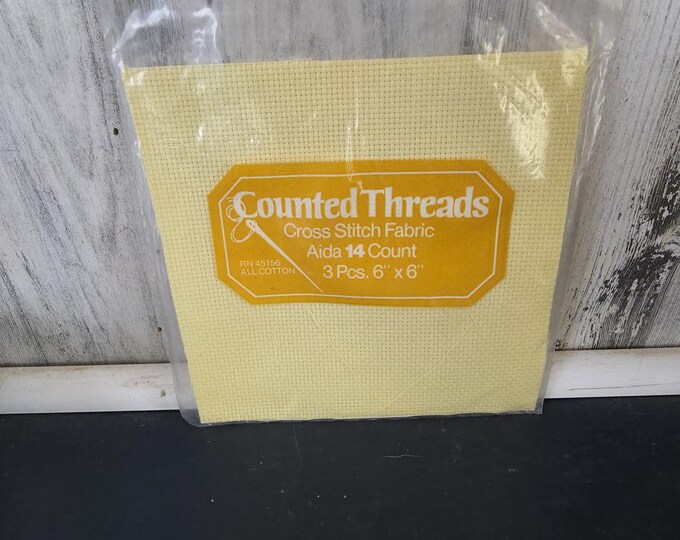 Counted Threads
Cross Stitch Fabric
Aida 14 Count
3 Pcs. 6" x 6"
RN 45156
ALL COTTON